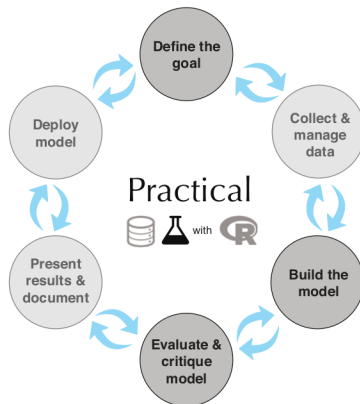 Define the
goal
Collect &
manage
data
Build the
model
Evaluate &
critique
model
Present
results &
document
Deploy
model
Practical
with R